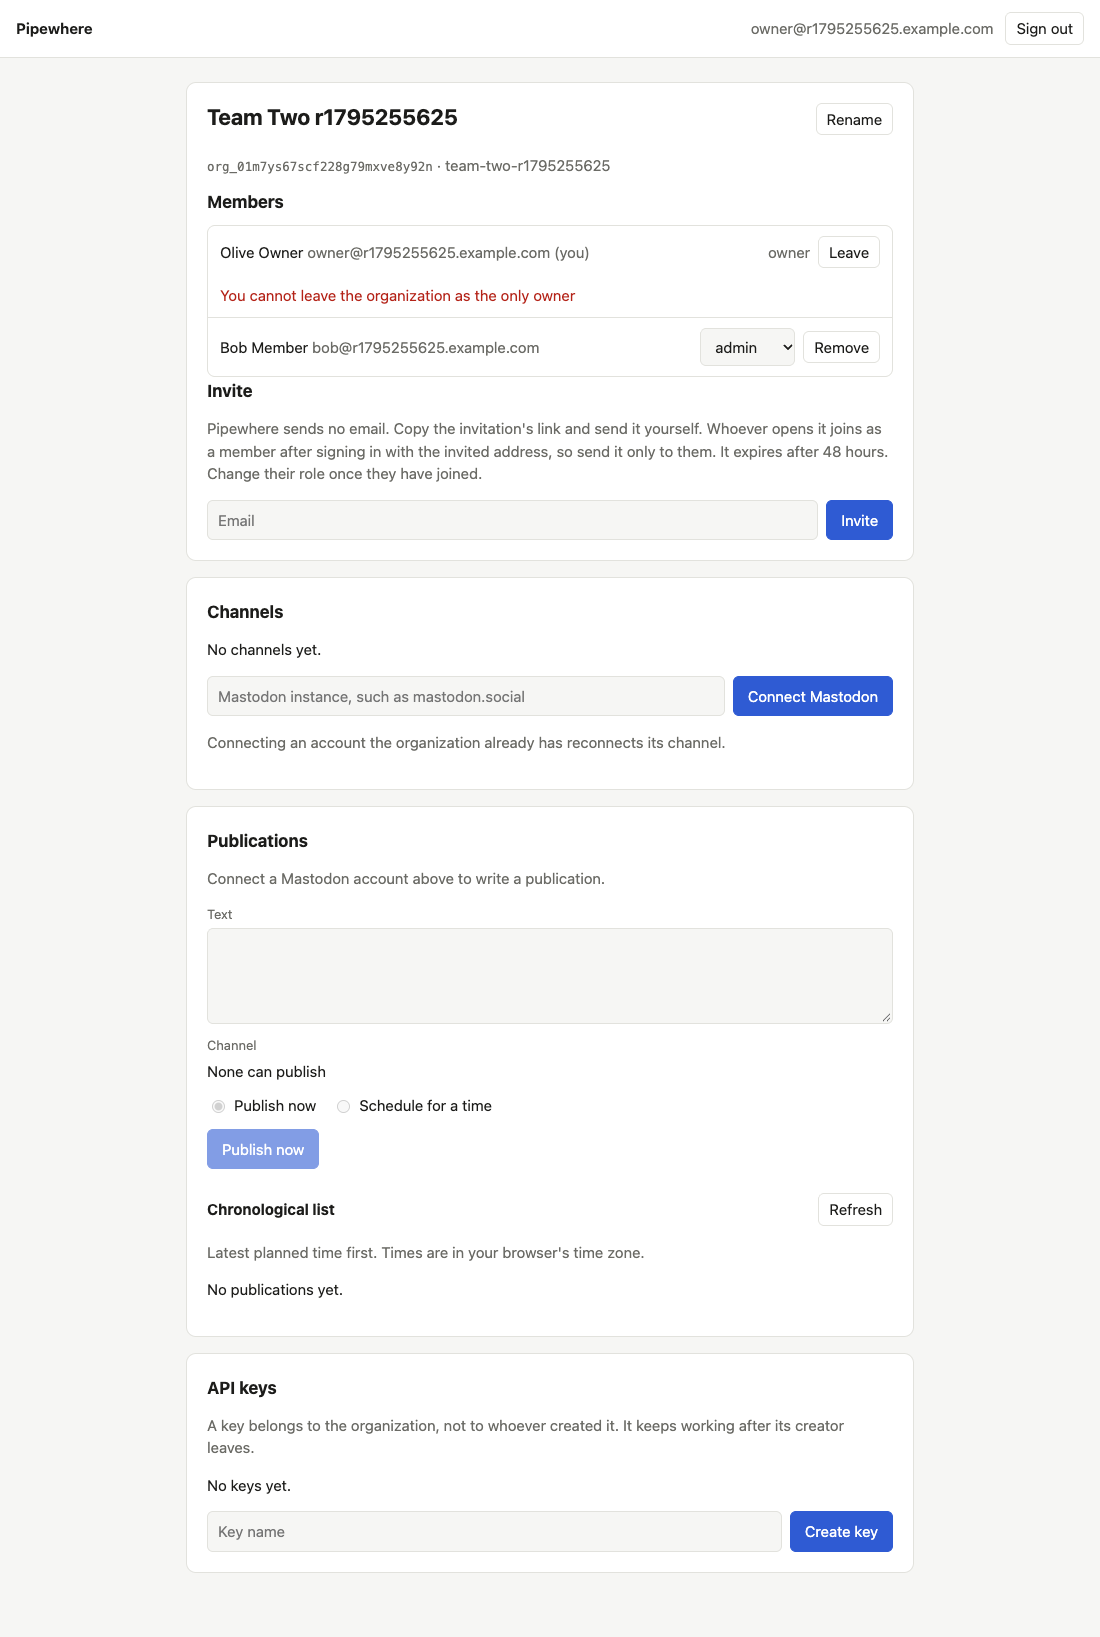 Pipewhere
owner@r1795255625.example.com
Sign out
Team Two r1795255625
Rename
org_01m7ys67scf228g79mxve8y92n · team-two-r1795255625
Members
Olive Owner owner@r1795255625.example.com (you)
owner
Leave
You cannot leave the organization as the only owner
Bob Member bob@r1795255625.example.com
admin
Remove
Invite
Pipewhere sends no email. Copy the invitation's link and send it yourself. Whoever opens it joins as
a member after signing in with the invited address, so send it only to them. It expires after 48 hours.
Change their role once they have joined.
Email
Invite
Channels
No channels yet.
Mastodon instance, such as mastodon.social
Connect Mastodon
Connecting an account the organization already has reconnects its channel.
Publications
Connect a Mastodon account above to write a publication.
Text
Channel
None can publish
Publish now
Schedule for a time
Publish now
Chronological list
Refresh
Latest planned time first. Times are in your browser's time zone.
No publications yet.
API keys
A key belongs to the organization, not to whoever created it. It keeps working after its creator
leaves.
No keys yet.
Key name
Create key